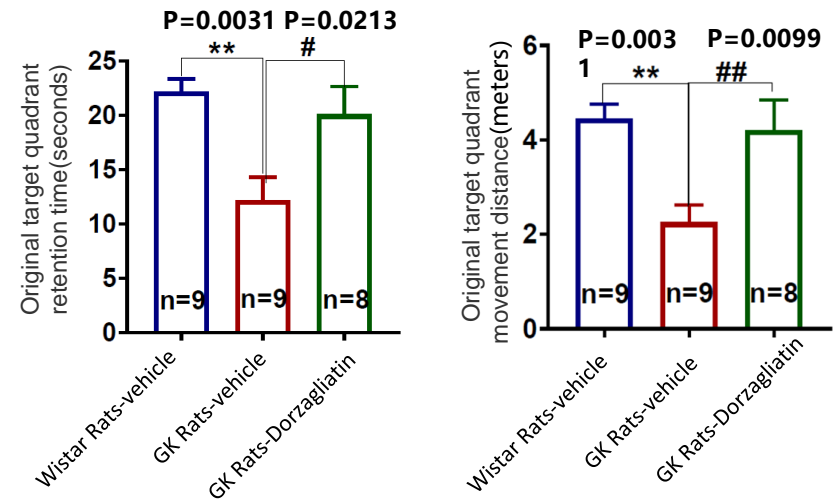 P=0.0031 P=0.0213
** #
Original target quadrant
retention time(seconds)
25
20
15
10
5
0
n=9 n=9 n=8
Wistar Rats-vehicle
GK Rats-vehicle
GK Rats-Dorzagliatin
P=0.003
1
P=0.0099
** ##
Original target quadrant
movement distance(meters)
6
4
2
0
n=9 n=9 n=8
Wistar Rats-vehicle
GK Rats-vehicle
GK Rats-Dorzagliatin